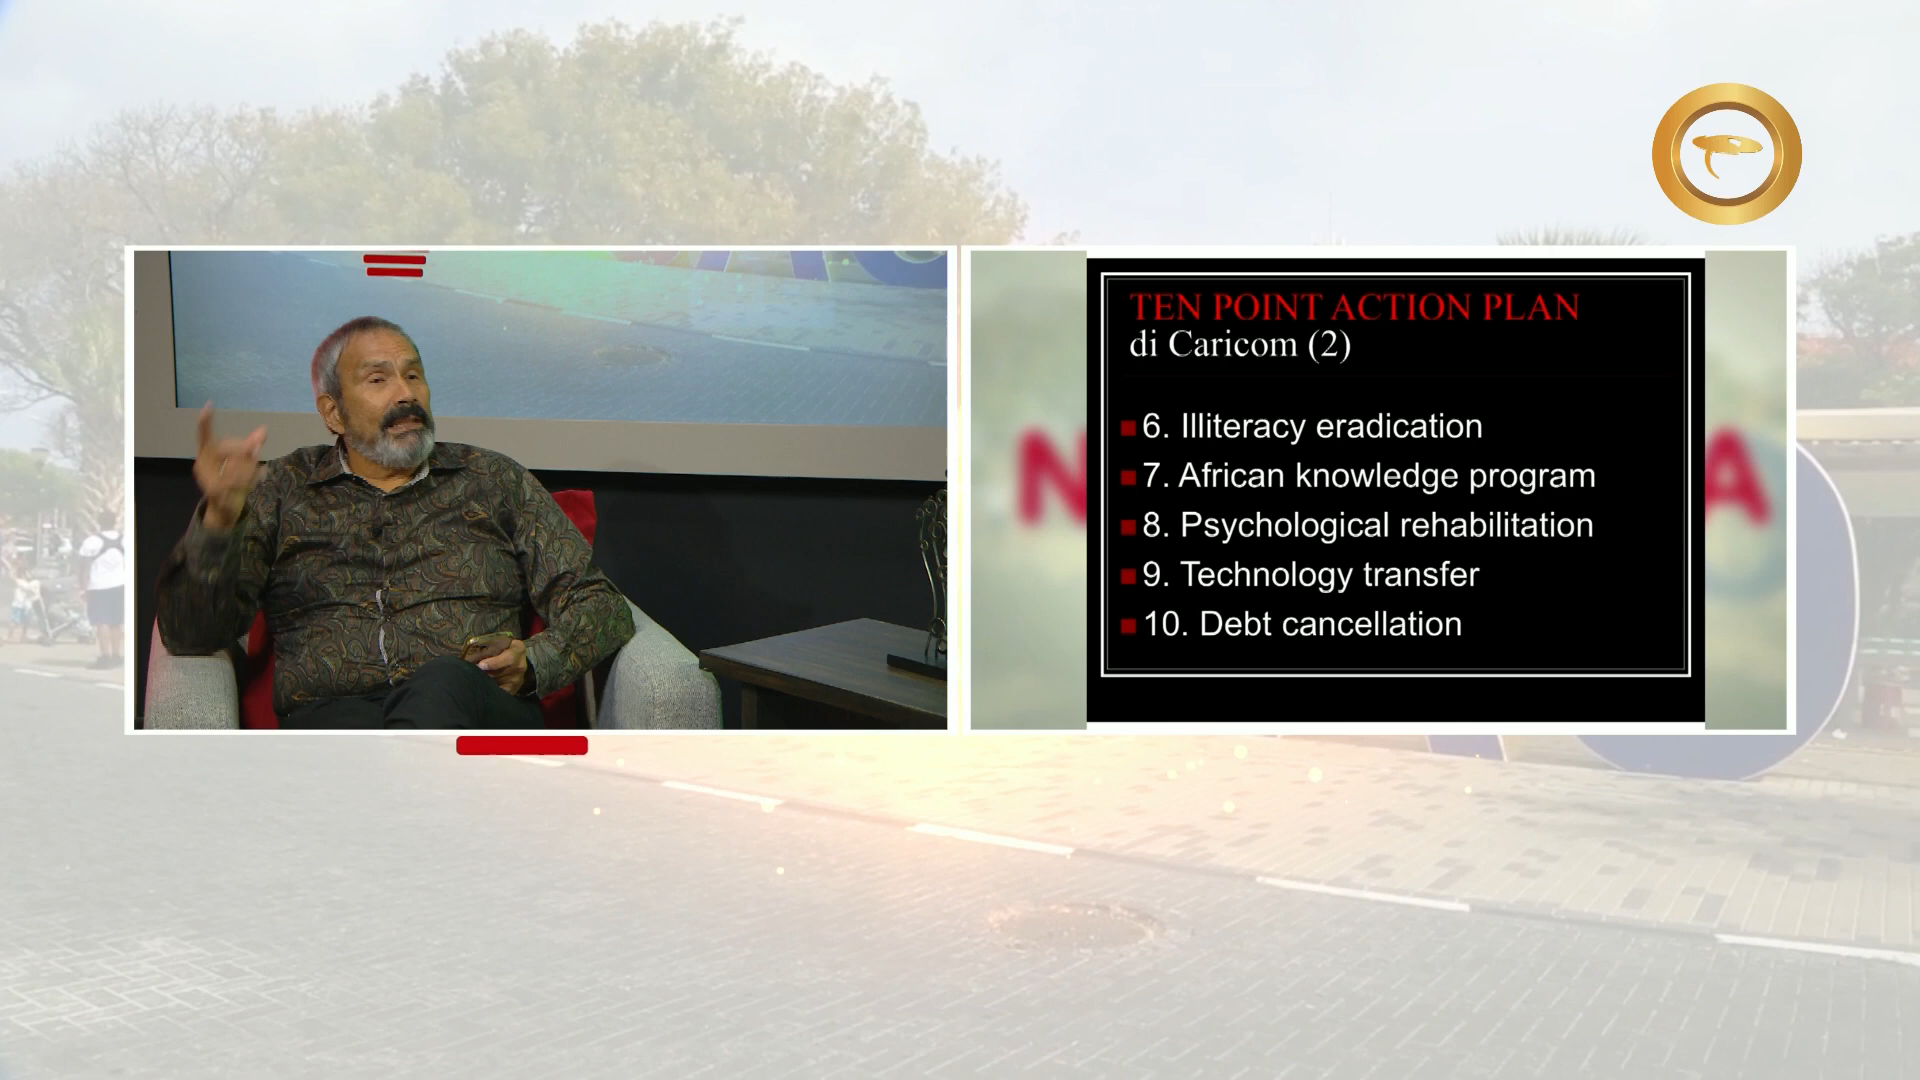 TEN POINT ACTION PLAN
di Caricom (2)
6. Illiteracy eradication
7. African knowledge program
8. Psychological rehabilitation
9. Technology transfer
10. Debt cancellation